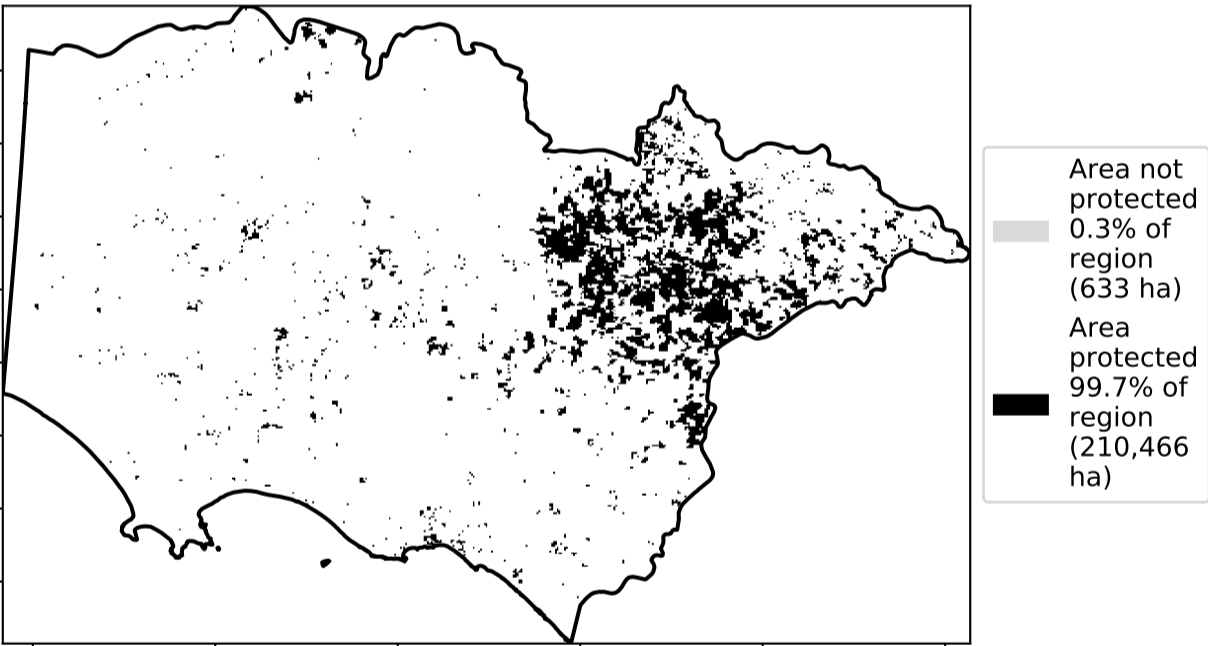 Area not
protected
0.3% of
region
(633 ha)
Area
protected
99.7% of
region
(210,466
ha)